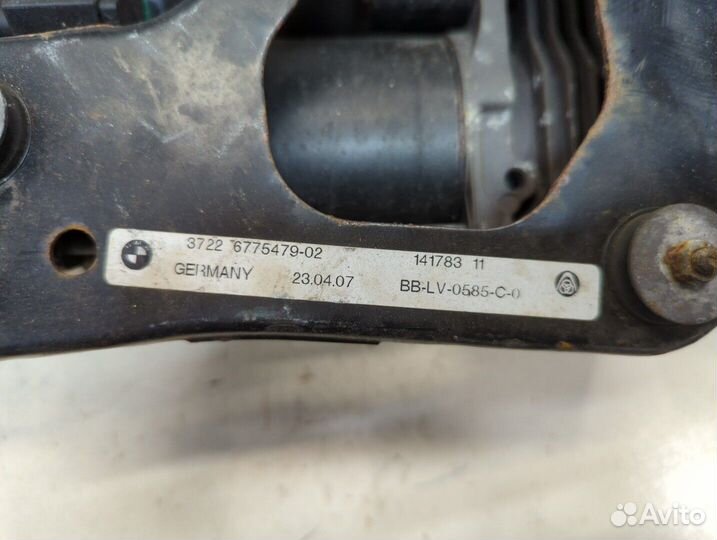 3722 6775479-02 141783 11
GERMANY 23.04.07 BB-LV-0585-C-0
Avito